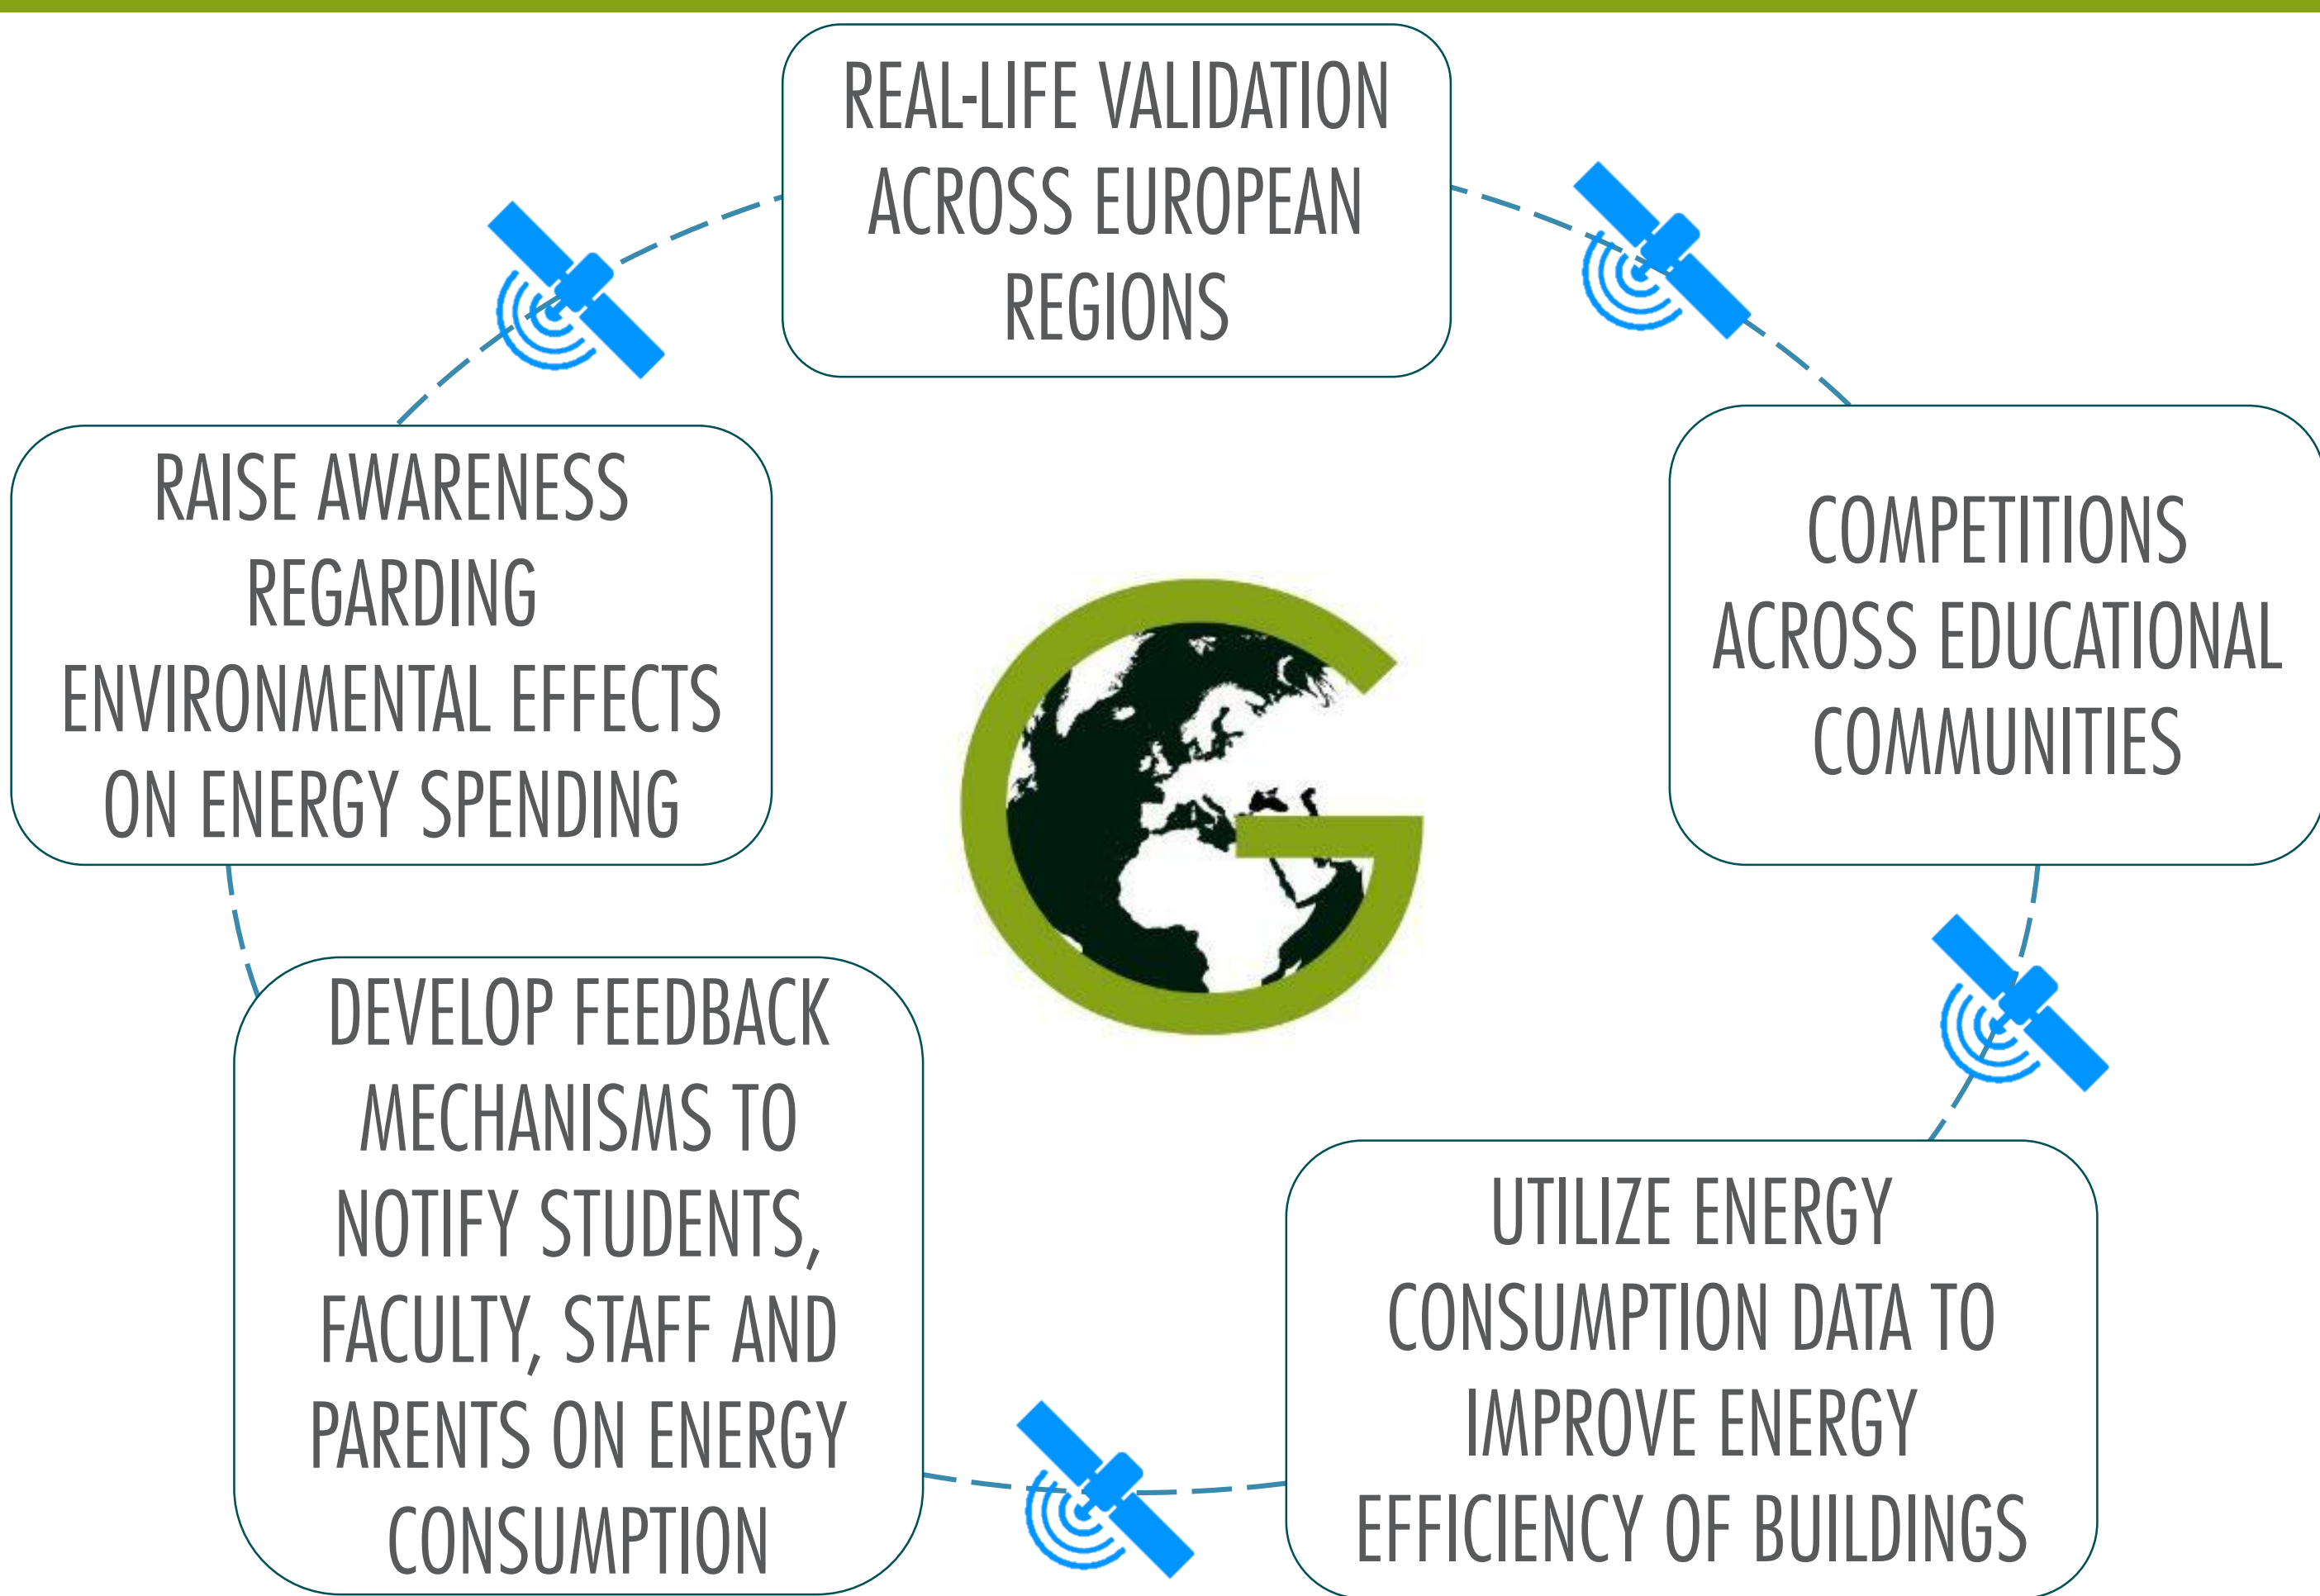 REAL-LIFE VALIDATION
ACROSS EUROPEAN
REGIONS
RAISE AWARENESS
REGARDING
ENVIRONMENTAL EFFECTS
ON ENERGY SPENDING
COMPETITIONS
ACROSS EDUCATIONAL
COMMUNITIES
DEVELOP FEEDBACK
MECHANISMS TO
NOTIFY STUDENTS,
FACULTY, STAFF AND
PARENTS ON ENERGY
CONSUMPTION
UTILIZE ENERGY
CONSUMPTION DATA TO
IMPROVE ENERGY
EFFICIENCY OF BUILDINGS
G